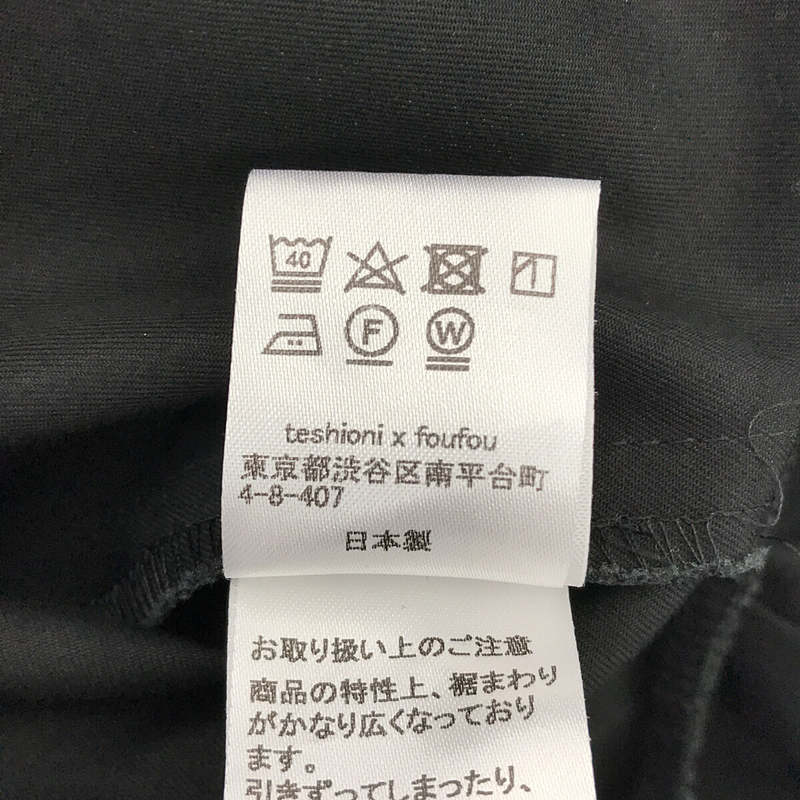 40
F W
teshioni x foufou
東京都渋谷区南平台町
4-8-407
日本製
お取り扱い上のご注意
商品の特性上、裾まわり
がかなり広くなっており
ます。
引きずってしまったり、